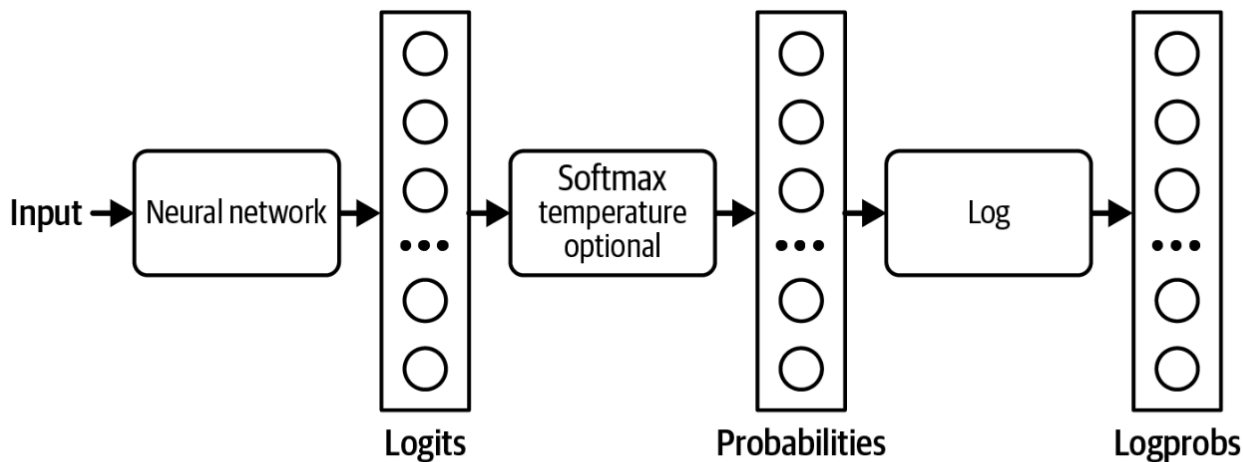 Input
Neural network
Softmax
temperature
optional
Log
Logits
Probabilities
Logprobs